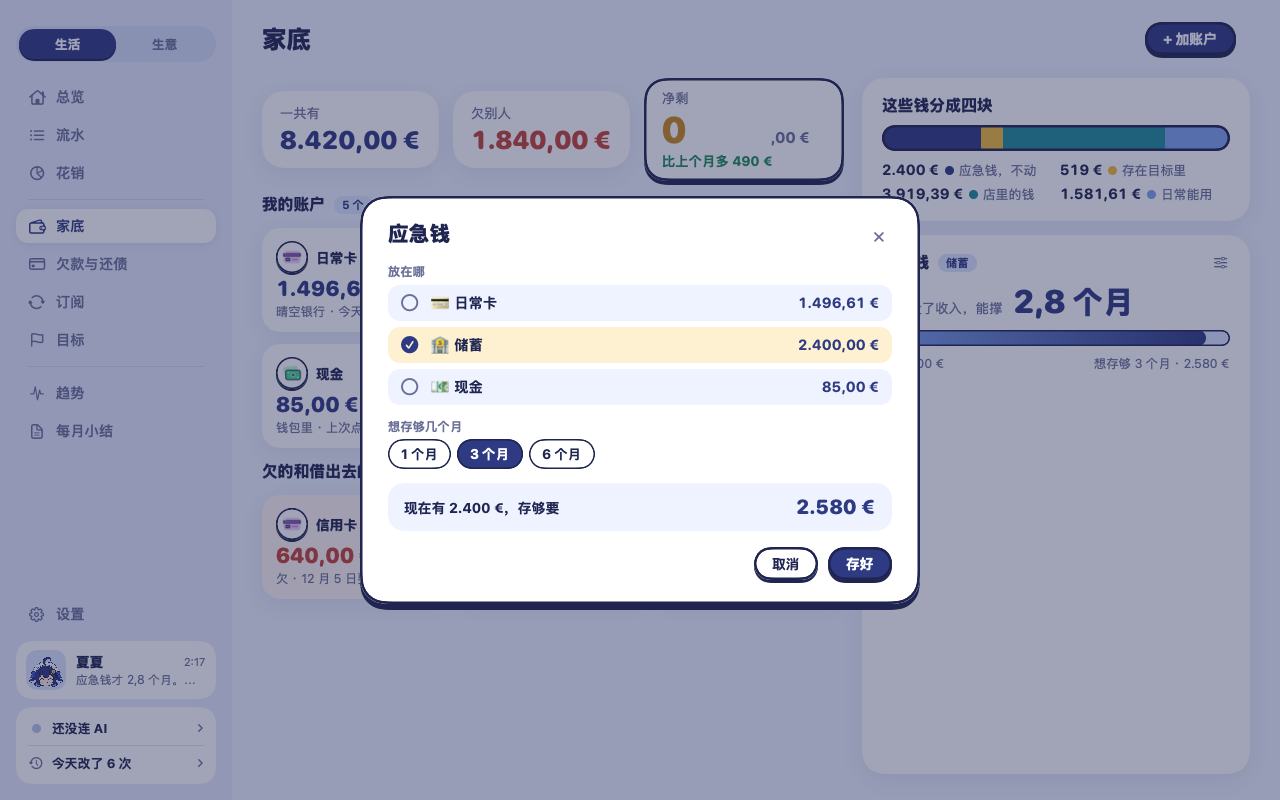 生活
生意
总览
流水
花销
家底
欠款与还债
订阅
目标
趋势
每月小结
设置
夏夏
2:17
应急钱才 2,8 个月。…
还没连 AI
今天改了 6 次
家底
+ 加账户
一共有
8.420,00 €
欠别人
1.840,00 €
净剩
0 ,00 €
比上个月多 490 €
我的账户
5 个
日常卡
1.496,6
晴空银行 · 今天
现金
85,00 €
钱包里 · 上次点
欠的和借出去
信用卡
640,00
欠 · 12 月 5 日
这些钱分成四块
2.400 € 应急钱，不动
519 € 存在目标里
3.919,39 € 店里的钱
1.581,61 € 日常能用
钱
储蓄
了收入，能撑 2,8 个月
00 €
想存够 3 个月 · 2.580 €
应急钱
×
放在哪
日常卡
1.496,61 €
储蓄
2.400,00 €
现金
85,00 €
想存够几个月
1 个月
3 个月
6 个月
现在有 2.400 €，存够要
2.580 €
取消
存好